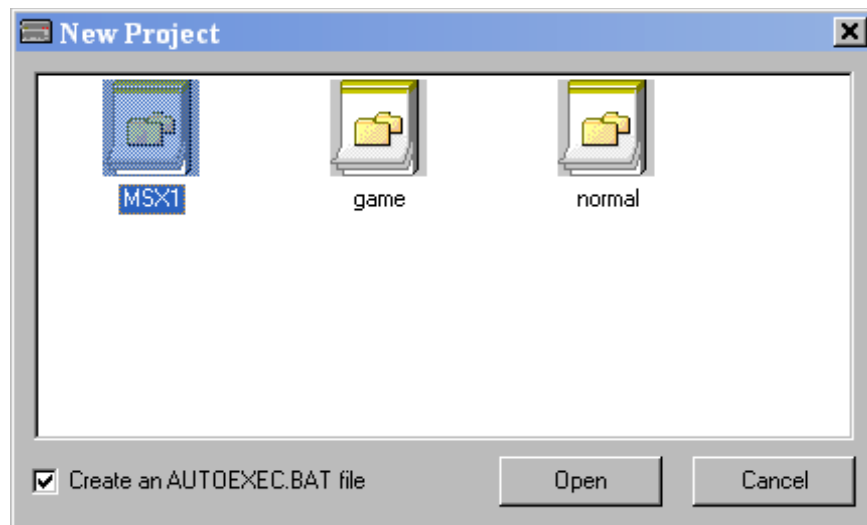 New Project
MSX1
game
normal
Create an AUTOEXEC.BAT file
Open
Cancel